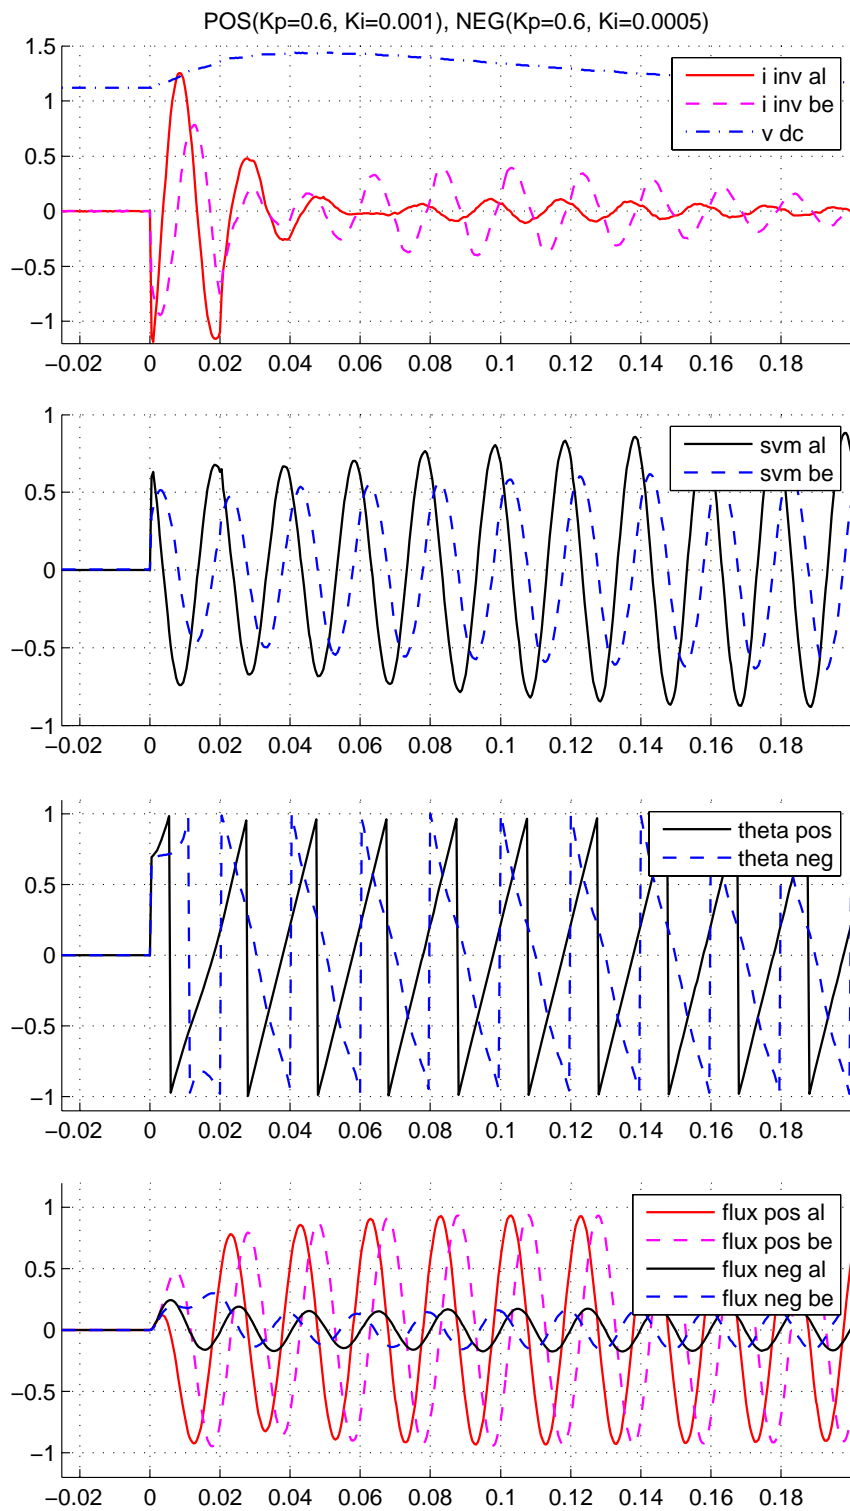 POS(Kp=0.6, Ki=0.001), NEG(Kp=0.6, Ki=0.0005)
1.5
1
0.5
0
−0.5
−1
i inv al
i inv be
v dc
−0.02 0 0.02 0.04 0.06 0.08 0.1 0.12 0.14 0.16 0.18
1
0.5
0
−0.5
−1
svm al
svm be
−0.02 0 0.02 0.04 0.06 0.08 0.1 0.12 0.14 0.16 0.18
1
0.5
0
−0.5
−1
theta pos
theta neg
−0.02 0 0.02 0.04 0.06 0.08 0.1 0.12 0.14 0.16 0.18
1
0.5
0
−0.5
−1
flux pos al
flux pos be
flux neg al
flux neg be
−0.02 0 0.02 0.04 0.06 0.08 0.1 0.12 0.14 0.16 0.18